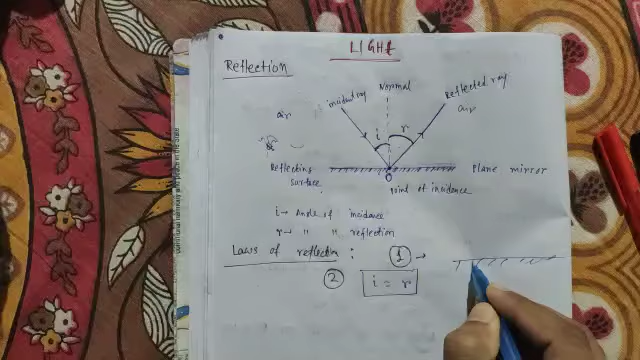 LIGHt
Reflection
incident ray
Normal
Reflected ray
air
air
i
r
Reflecting
surface
Plane mirror
O
Point of incidence
i → Angle of incidence
r → " " reflection
Laws of reflection :
① →
② i = r